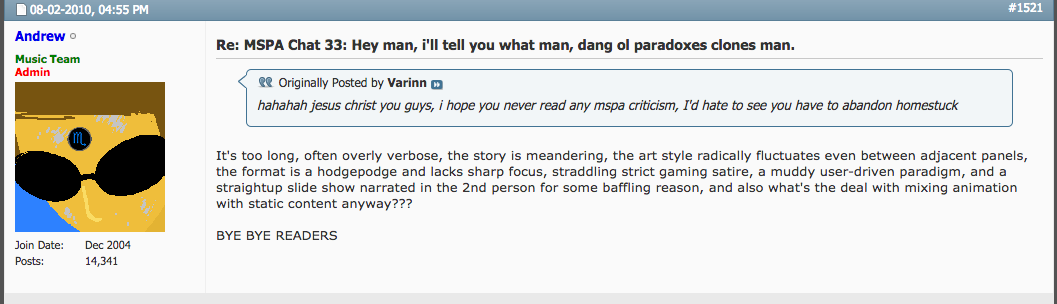 08-02-2010, 04:55 PM
#1521
Andrew
Music Team
Admin
Join Date: Dec 2004
Posts: 14,341
Re: MSPA Chat 33: Hey man, i'll tell you what man, dang ol paradoxes clones man.
Originally Posted by Varinn
hahahah jesus christ you guys, i hope you never read any mspa criticism, I'd hate to see you have to abandon homestuck
It's too long, often overly verbose, the story is meandering, the art style radically fluctuates even between adjacent panels,
the format is a hodgepodge and lacks sharp focus, straddling strict gaming satire, a muddy user-driven paradigm, and a
straightup slide show narrated in the 2nd person for some baffling reason, and also what's the deal with mixing animation
with static content anyway???
BYE BYE READERS